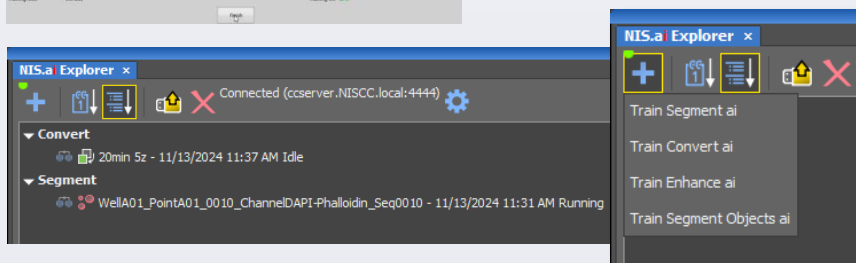 Finish
NIS.ai Explorer ×
Connected (ccserver.NISCC.local:4444)
Convert
20min 5z - 11/13/2024 11:37 AM Idle
Segment
WellA01_PointA01_0010_ChannelDAPI-Phalloidin_Seq0010 - 11/13/2024 11:31 AM Running
NIS.ai Explorer ×
Train Segment ai
Train Convert ai
Train Enhance ai
Train Segment Objects ai